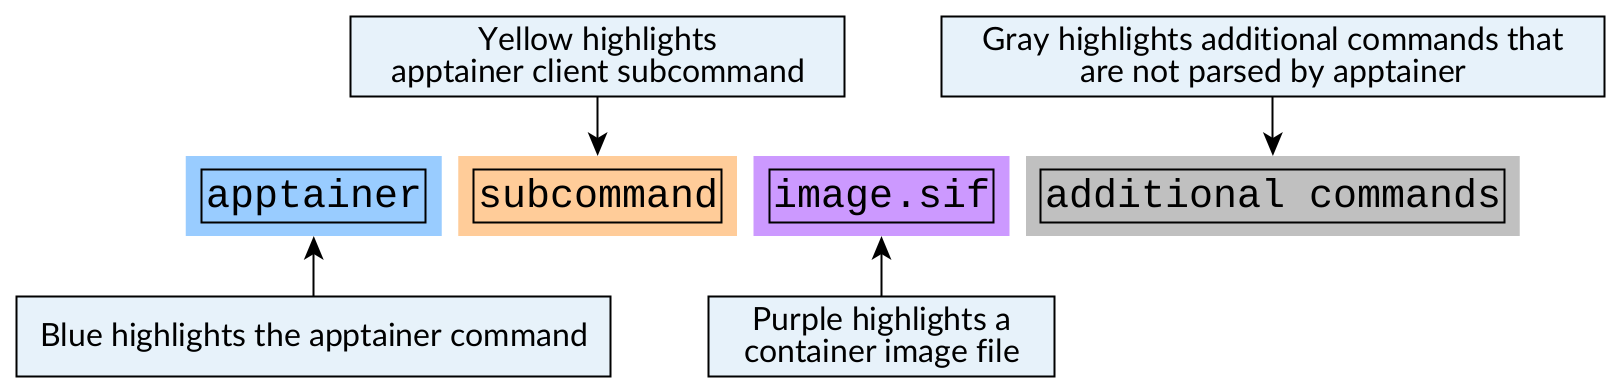 Yellow highlights
apptainer client subcommand
Gray highlights additional commands that
are not parsed by apptainer
apptainer subcommand image.sif additional commands
Blue highlights the apptainer command
Purple highlights a
container image file